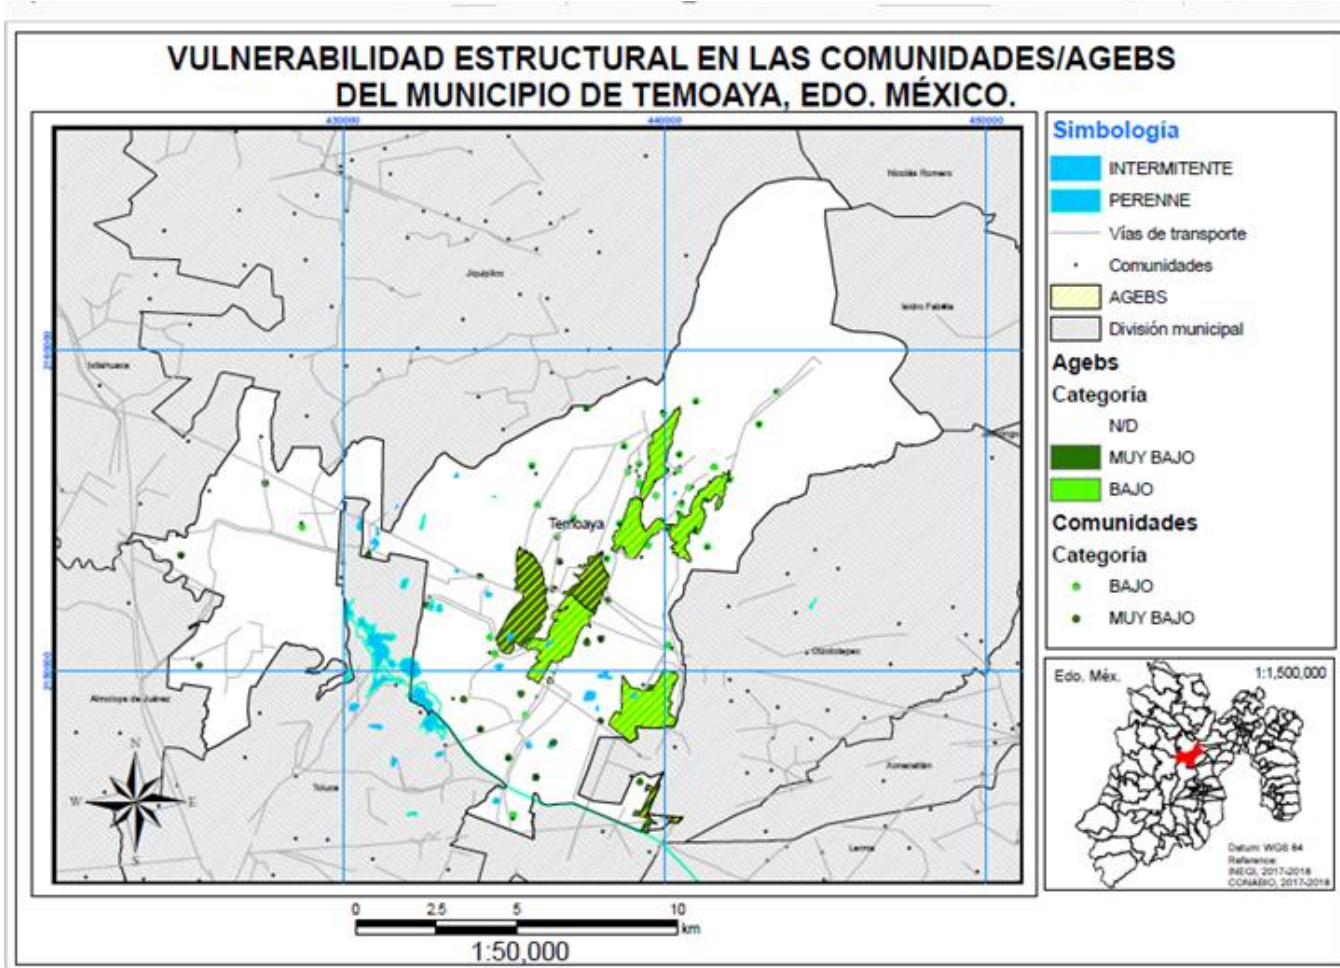 VULNERABILIDAD ESTRUCTURAL EN LAS COMUNIDADES/AGEBS
DEL MUNICIPIO DE TEMOAYA, EDO. MÉXICO.
430000
440000
450000
2160000
2150000
Nicolás Romero
Jiquipilco
Isidro Fabela
Ixtlahuaca
Temoaya
Otzolotepec
Almoloya de Juárez
Toluca
Xonacatlán
Lerma
N
W
E
S
Simbología
INTERMITENTE
PERENNE
Vías de transporte
Comunidades
AGEBS
División municipal
Agebs
Categoría
N/D
MUY BAJO
BAJO
Comunidades
Categoría
BAJO
MUY BAJO
Edo. Méx.
1:1,500,000
Datum: WGS 84
Reference:
INEGI, 2017-2018
CONABIO, 2017-2018
0 2.5 5 10
km
1:50,000